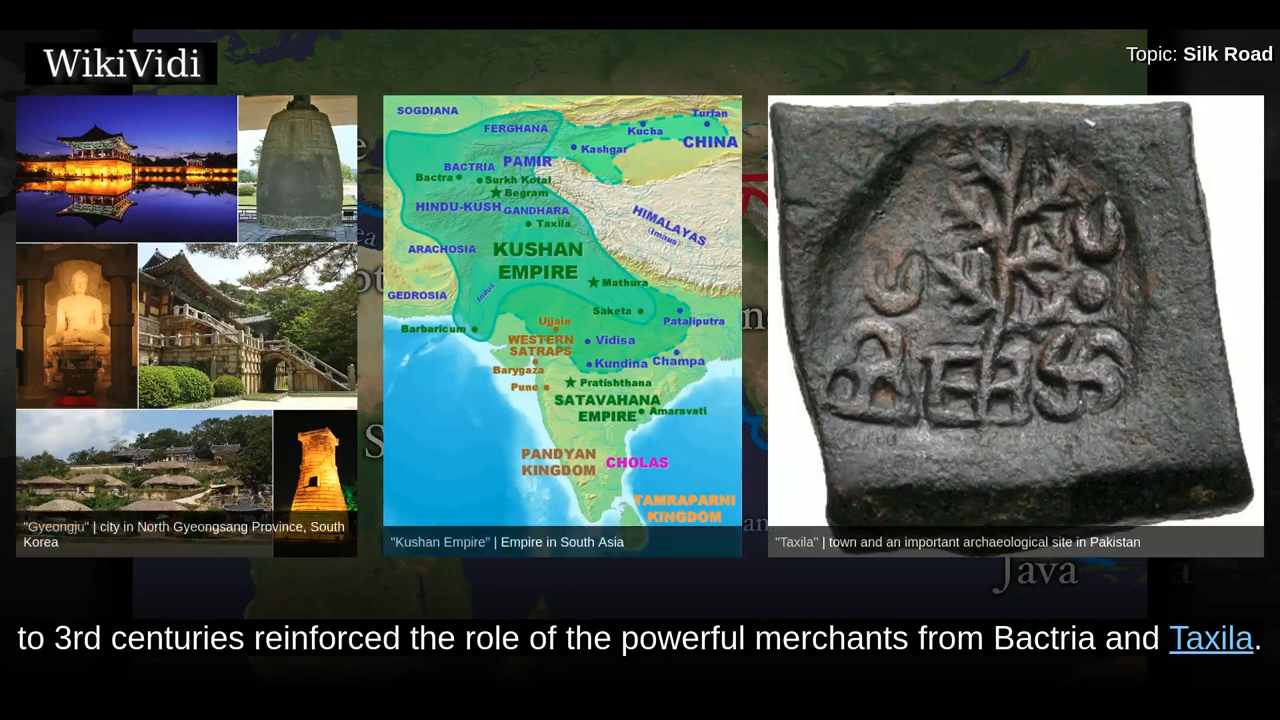 WikiVidi
Topic: Silk Road
SOGDIANA
Turfan
FERGHANA
Kucha
CHINA
Kashgar
BACTRIA
PAMIR
Bactra
Surkh Kotal
Begram
HINDU-KUSH
GANDHARA
HIMALAYAS
(Imaus)
Taxila
ARACHOSIA
KUSHAN
EMPIRE
Mathura
GEDROSIA
Indus
Saketa
Pataliputra
Ujjain
Barbaricum
WESTERN
SATRAPS
Vidisa
Kundina
Champa
Barygaza
Pune
Pratishthana
SATAVAHANA
EMPIRE
Amaravati
PANDYAN
KINGDOM
CHOLAS
TAMRAPARNI
KINGDOM
"Gyeongju" | city in North Gyeongsang Province, South
Korea
"Kushan Empire" | Empire in South Asia
"Taxila" | town and an important archaeological site in Pakistan
Java
to 3rd centuries reinforced the role of the powerful merchants from Bactria and Taxila.